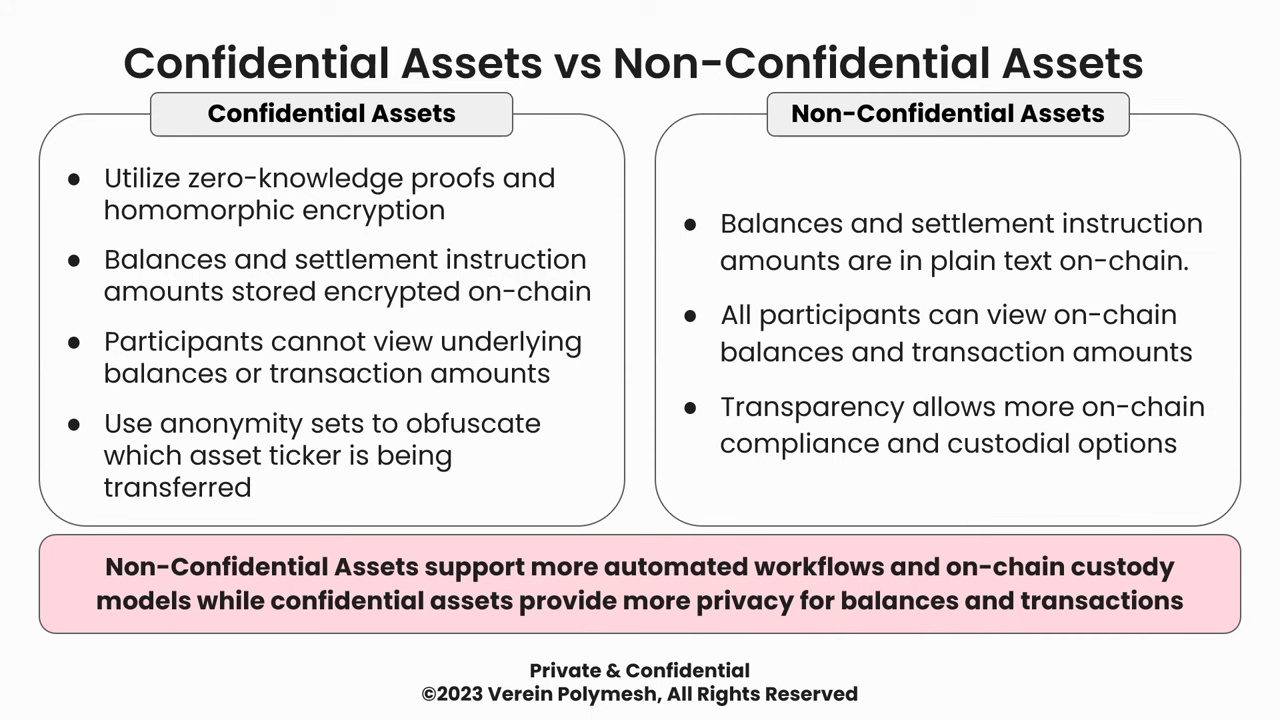 Confidential Assets vs Non-Confidential Assets
Confidential Assets
● Utilize zero-knowledge proofs and
homomorphic encryption
● Balances and settlement instruction
amounts stored encrypted on-chain
● Participants cannot view underlying
balances or transaction amounts
● Use anonymity sets to obfuscate
which asset ticker is being
transferred
Non-Confidential Assets
● Balances and settlement instruction
amounts are in plain text on-chain.
● All participants can view on-chain
balances and transaction amounts
● Transparency allows more on-chain
compliance and custodial options
Non-Confidential Assets support more automated workflows and on-chain custody
models while confidential assets provide more privacy for balances and transactions
Private & Confidential
©2023 Verein Polymesh, All Rights Reserved